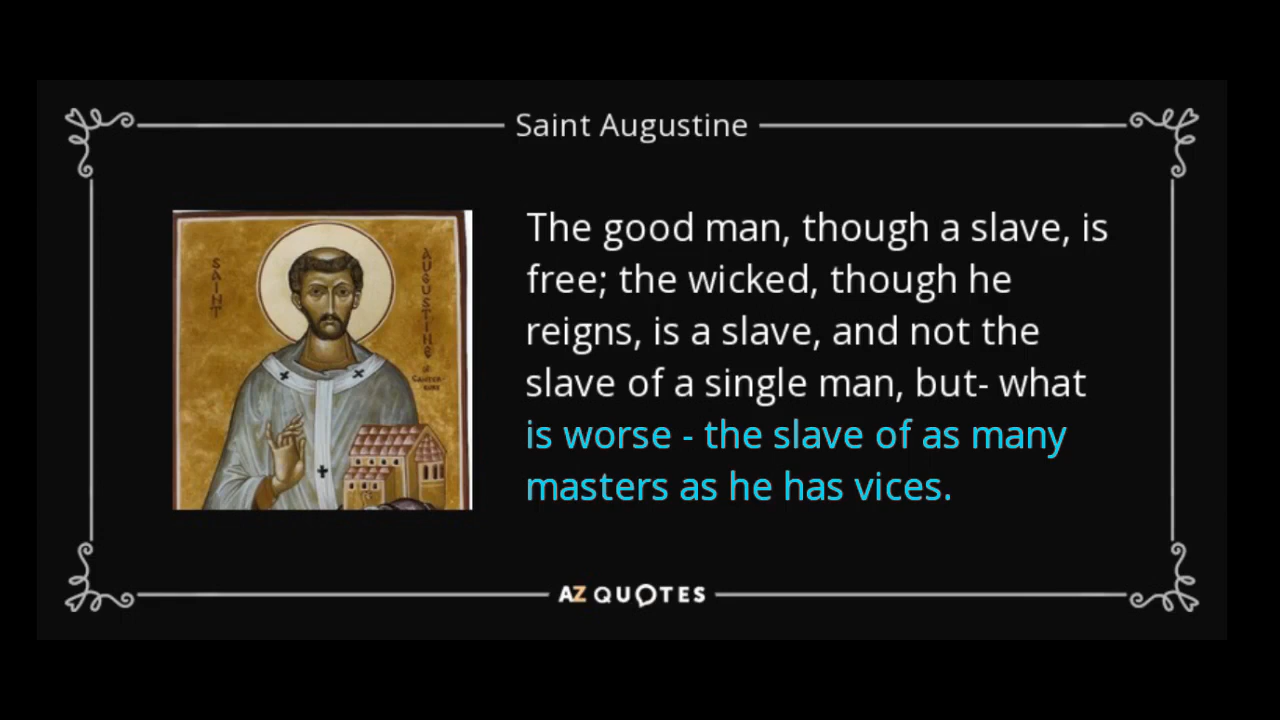 Saint Augustine
SAINT
AUGUSTINE
The good man, though a slave, is
free; the wicked, though he
reigns, is a slave, and not the
slave of a single man, but- what
is worse - the slave of as many
masters as he has vices.
AZ QUOTES